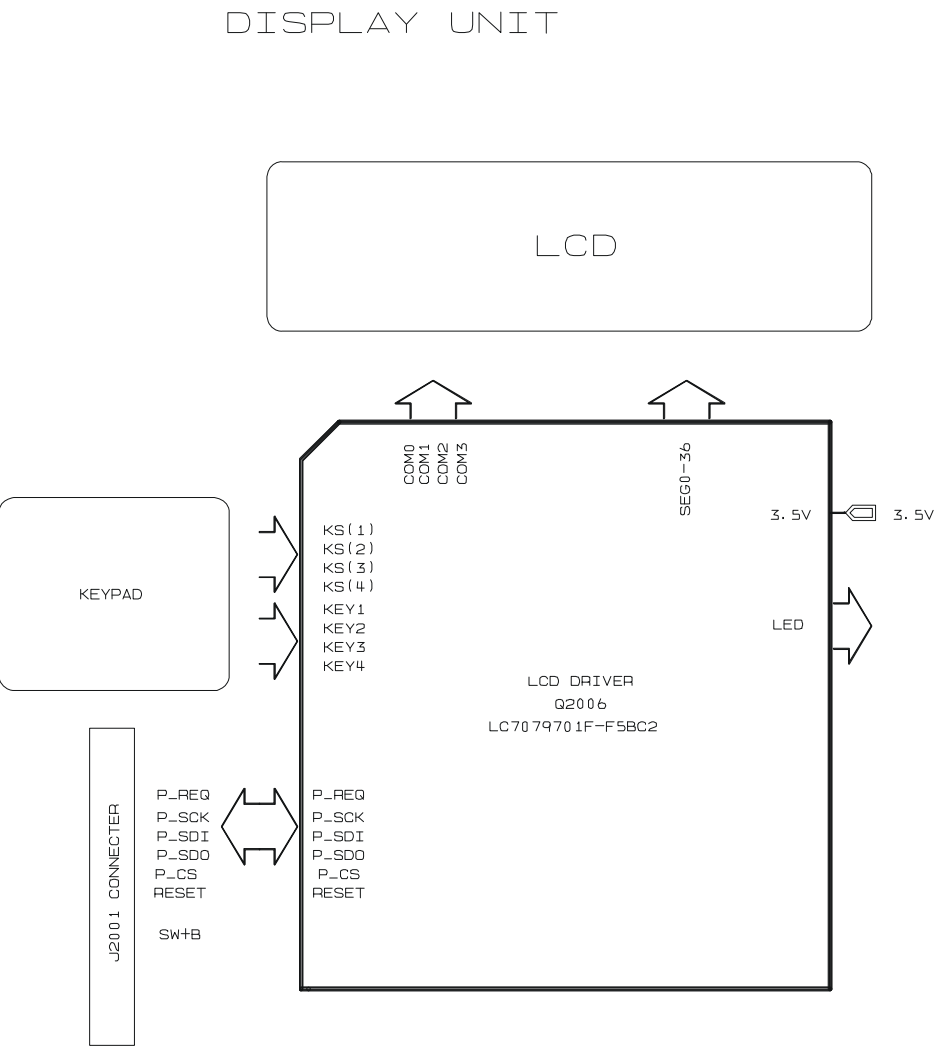 DISPLAY UNIT
LCD
COM0
COM1
COM2
COM3
SEG0-36
3.5V
3.5V
KEYPAD
KS(1)
KS(2)
KS(3)
KS(4)
KEY1
KEY2
KEY3
KEY4
LED
LCD DRIVER
Q2006
LC7079701F-F5BC2
J2001 CONNECTER
P_REQ
P_SCK
P_SDI
P_SDO
P_CS
RESET
SW+B
P_REQ
P_SCK
P_SDI
P_SDO
P_CS
RESET